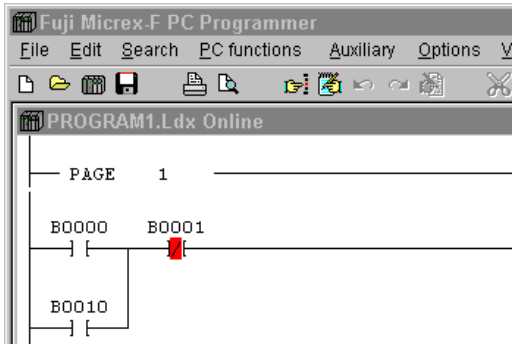 Fuji Micrex-F PC Programmer
File Edit Search PC functions Auxiliary Options V
PROGRAM1.Ldx Online
PAGE 1
B0000 B0001
B0010